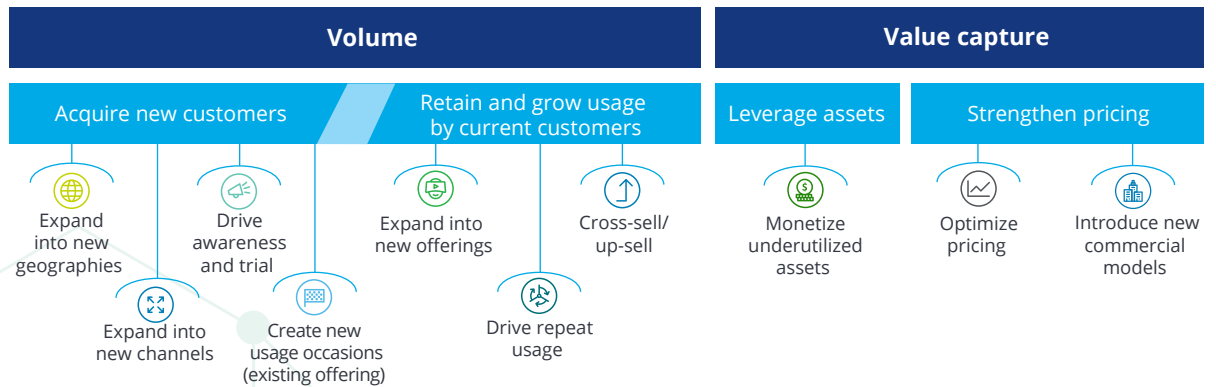 Volume
Value capture
Acquire new customers
Retain and grow usage
by current customers
Leverage assets
Strengthen pricing
Expand
into new
geographies
Expand into
new channels
Drive
awareness
and trial
Create new
usage occasions
(existing offering)
Expand into
new offerings
Drive repeat
usage
Cross-sell/
up-sell
$
Monetize
underutilized
assets
Optimize
pricing
Introduce new
commercial
models